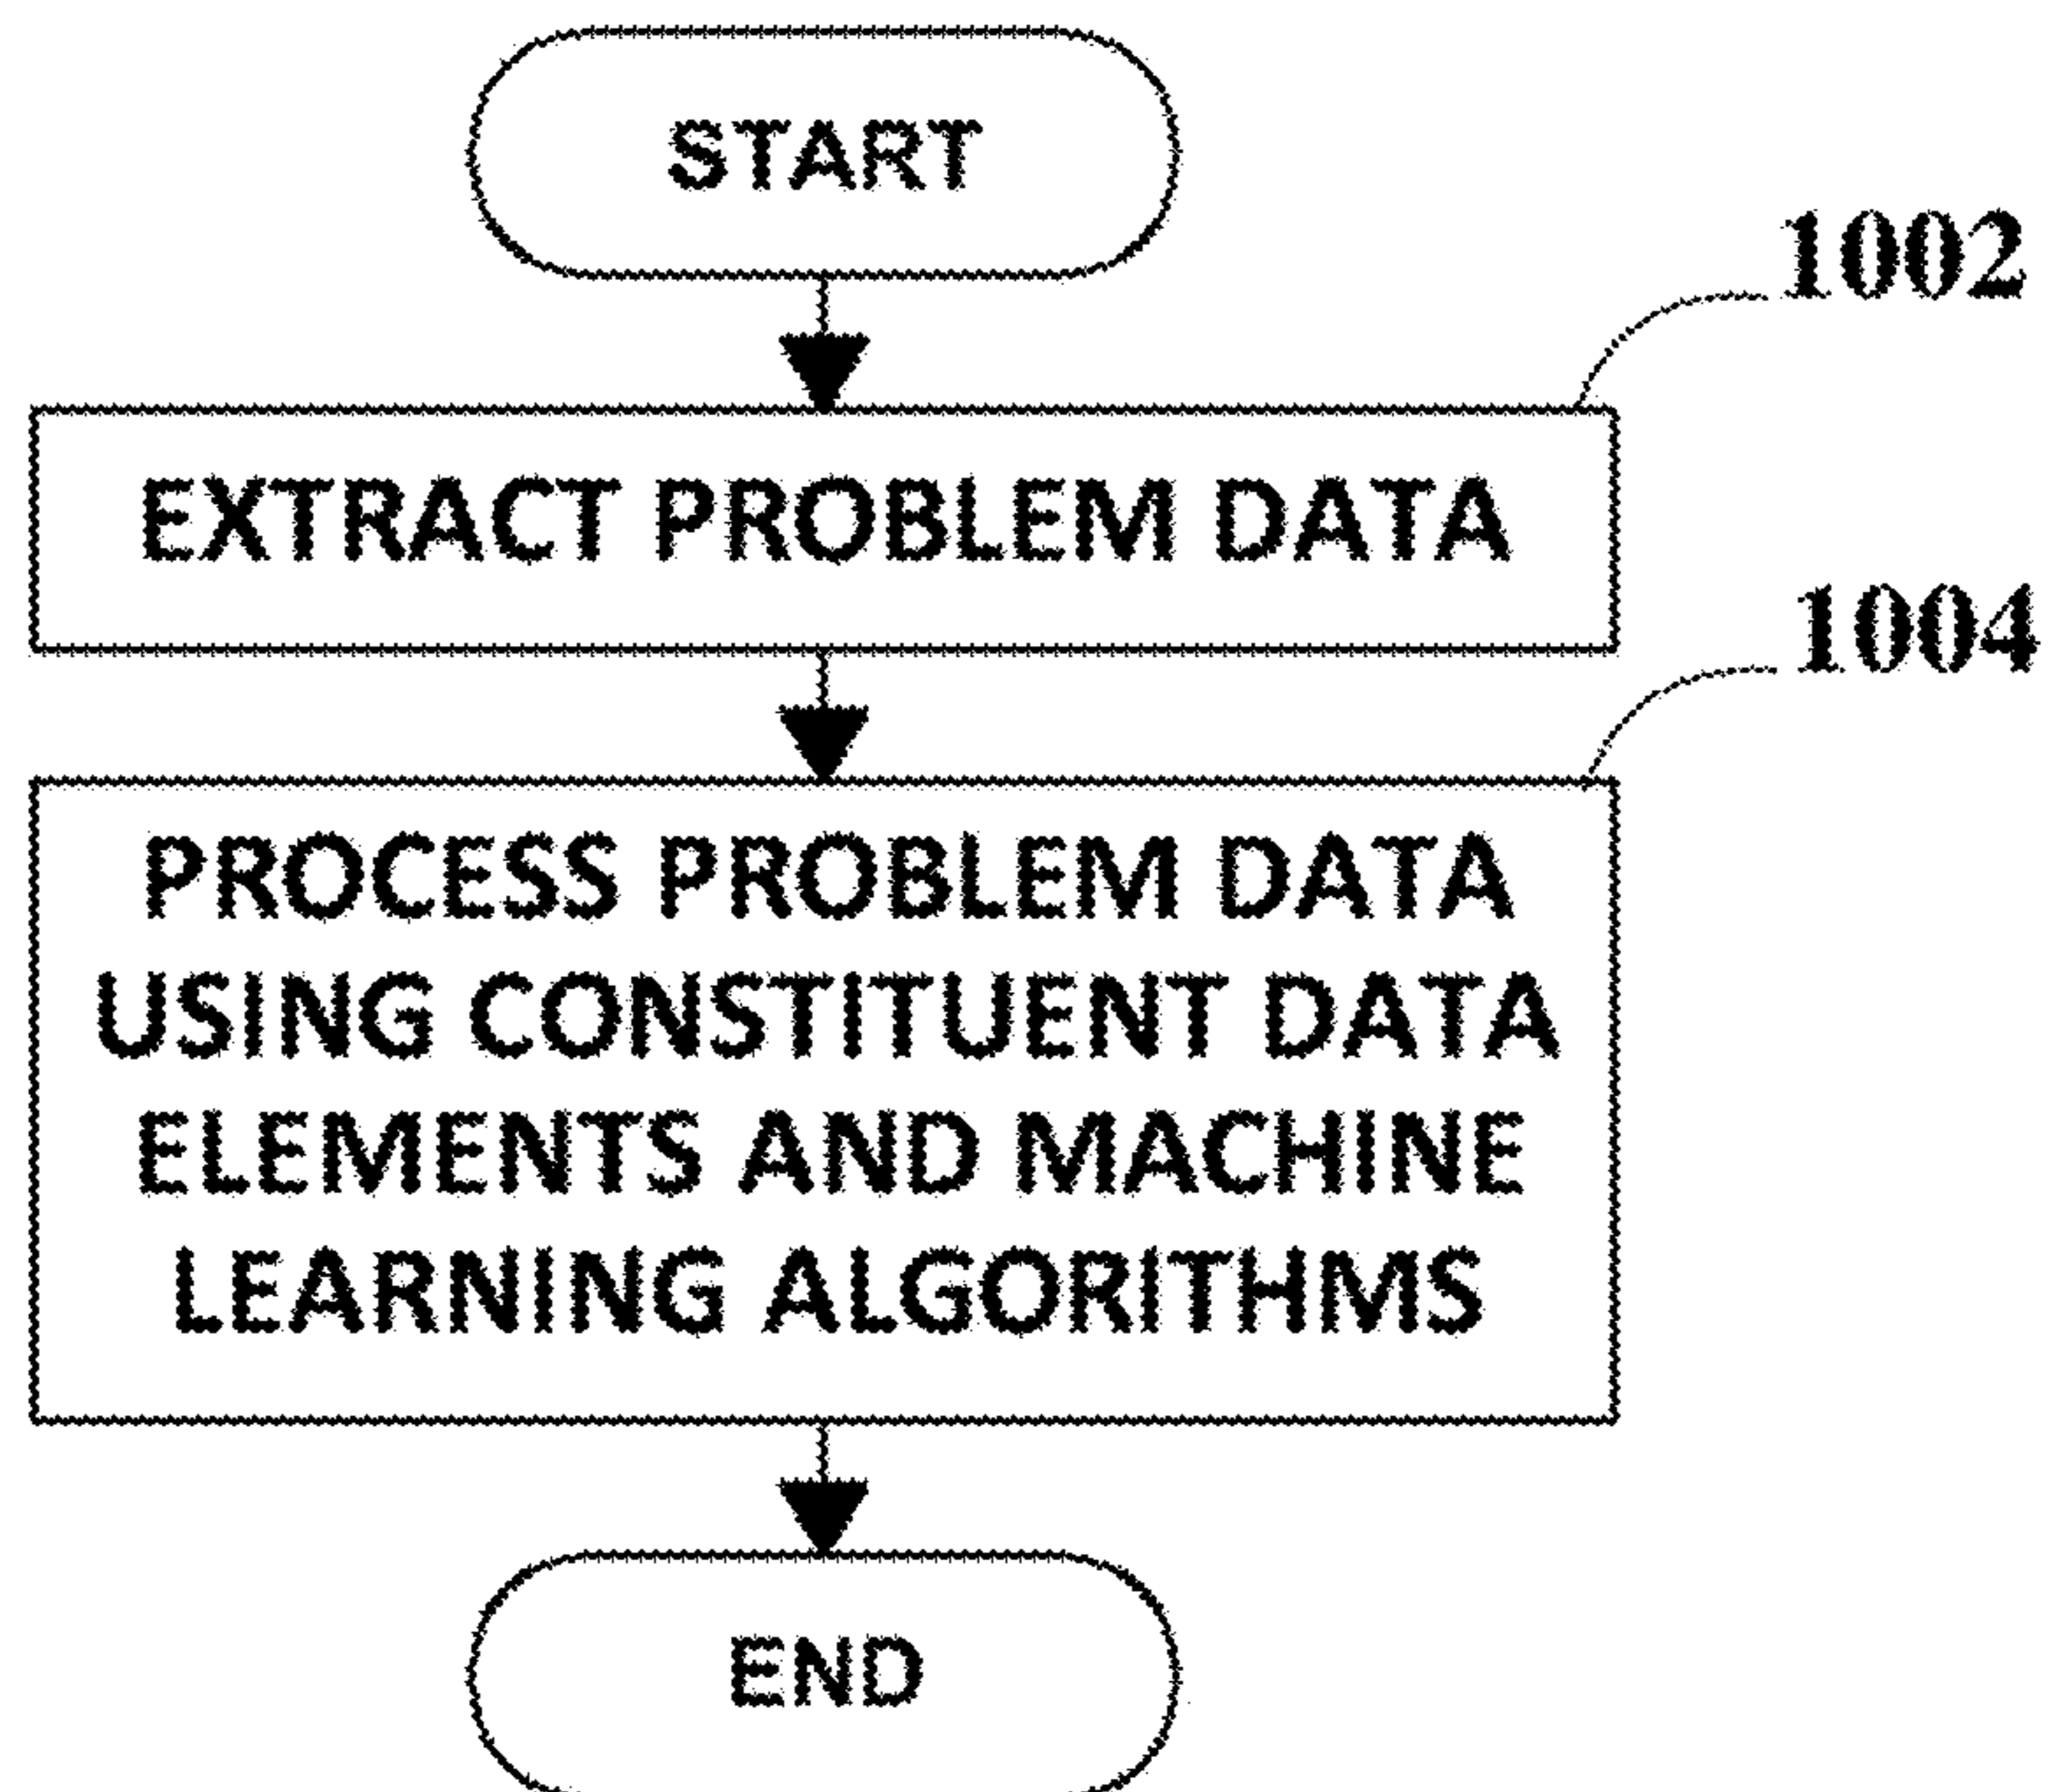 START
1002
EXTRACT PROBLEM DATA
1004
PROCESS PROBLEM DATA
USING CONSTITUENT DATA
ELEMENTS AND MACHINE
LEARNING ALGORITHMS
END